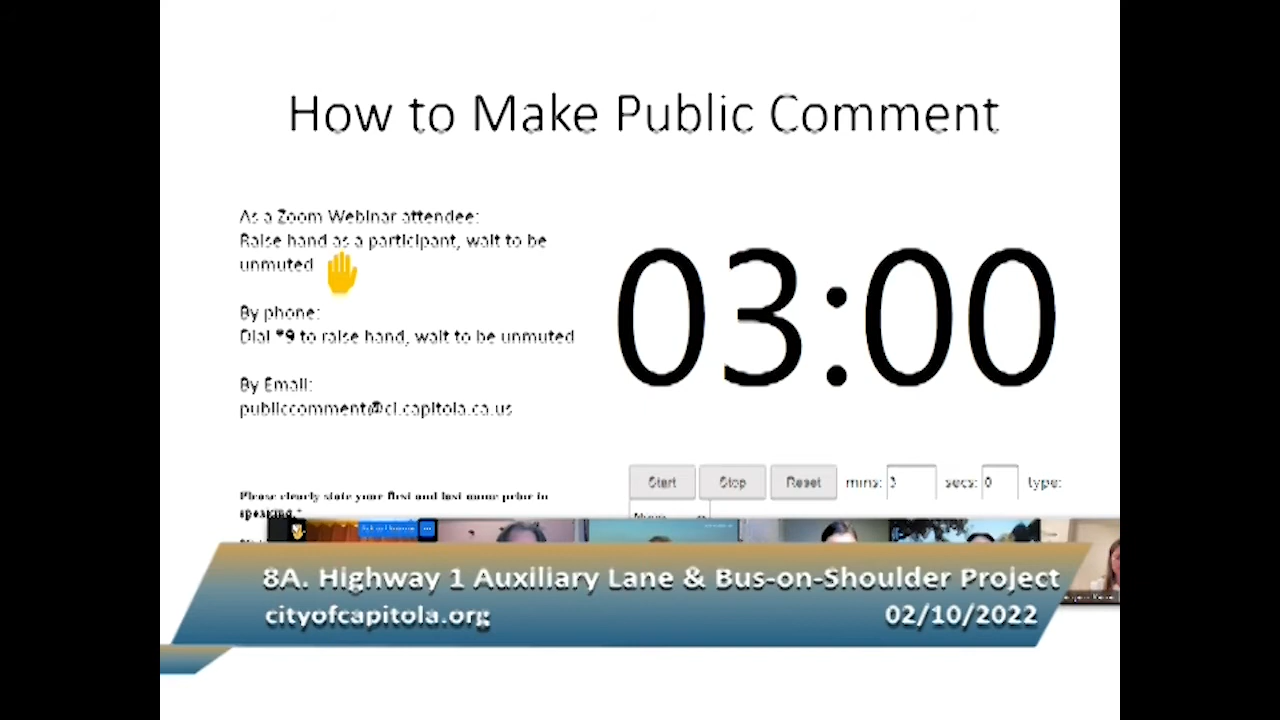 How to Make Public Comment
As a Zoom Webinar attendee:
Raise hand as a participant, wait to be
unmuted
By phone:
Dial *9 to raise hand, wait to be unmuted
By Email:
publiccomment@ci.capitola.ca.us
03:00
Start Stop Reset mins: 3 secs: 0 type:
Please clearly state your first and last name prior to
speaking.*
8A. Highway 1 Auxiliary Lane & Bus-on-Shoulder Project
cityofcapitola.org 02/10/2022